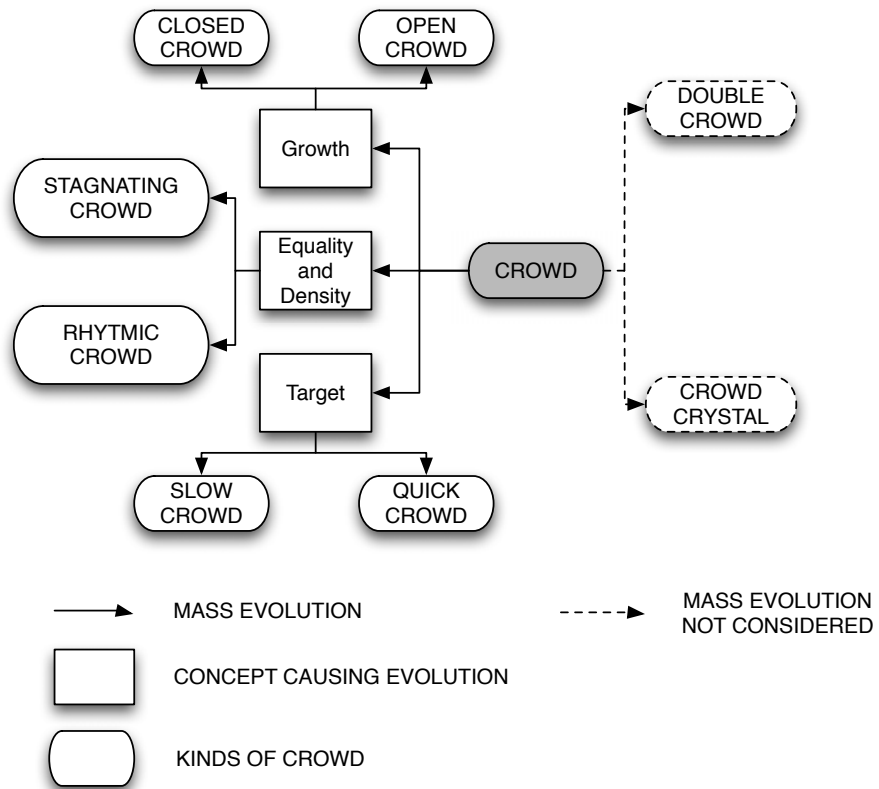 CLOSED
CROWD
OPEN
CROWD
DOUBLE
CROWD
Growth
STAGNATING
CROWD
Equality
and
Density
CROWD
RHYTMIC
CROWD
Target
CROWD
CRYSTAL
SLOW
CROWD
QUICK
CROWD
MASS EVOLUTION
MASS EVOLUTION
NOT CONSIDERED
CONCEPT CAUSING EVOLUTION
KINDS OF CROWD